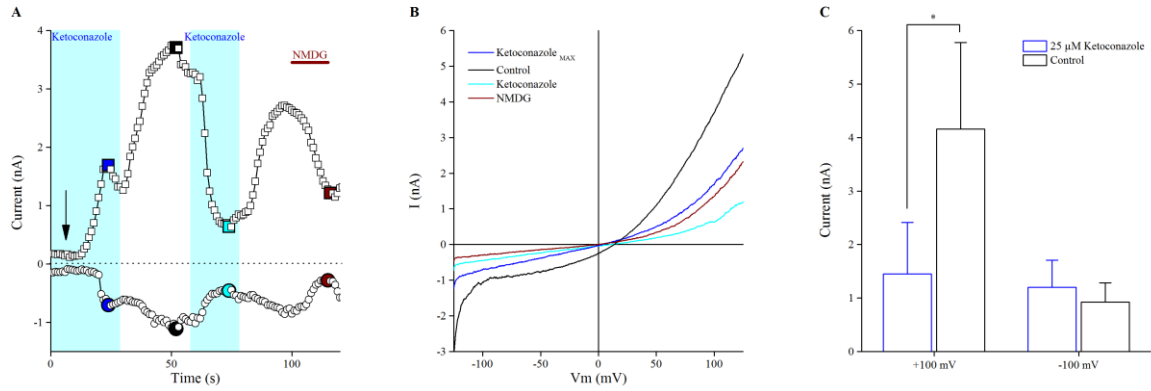 A
Ketoconazole
Ketoconazole
NMDG
4
3
2
1
0
-1
Current (nA)
0
50
100
Time (s)
B
Ketoconazole MAX
Control
Ketoconazole
NMDG
6
5
4
3
2
1
0
-1
-2
-3
I (nA)
-100
-50
0
50
100
Vm (mV)
C
*
25 µM Ketoconazole
Control
6
5
4
3
2
1
0
Current (nA)
+100 mV
-100 mV